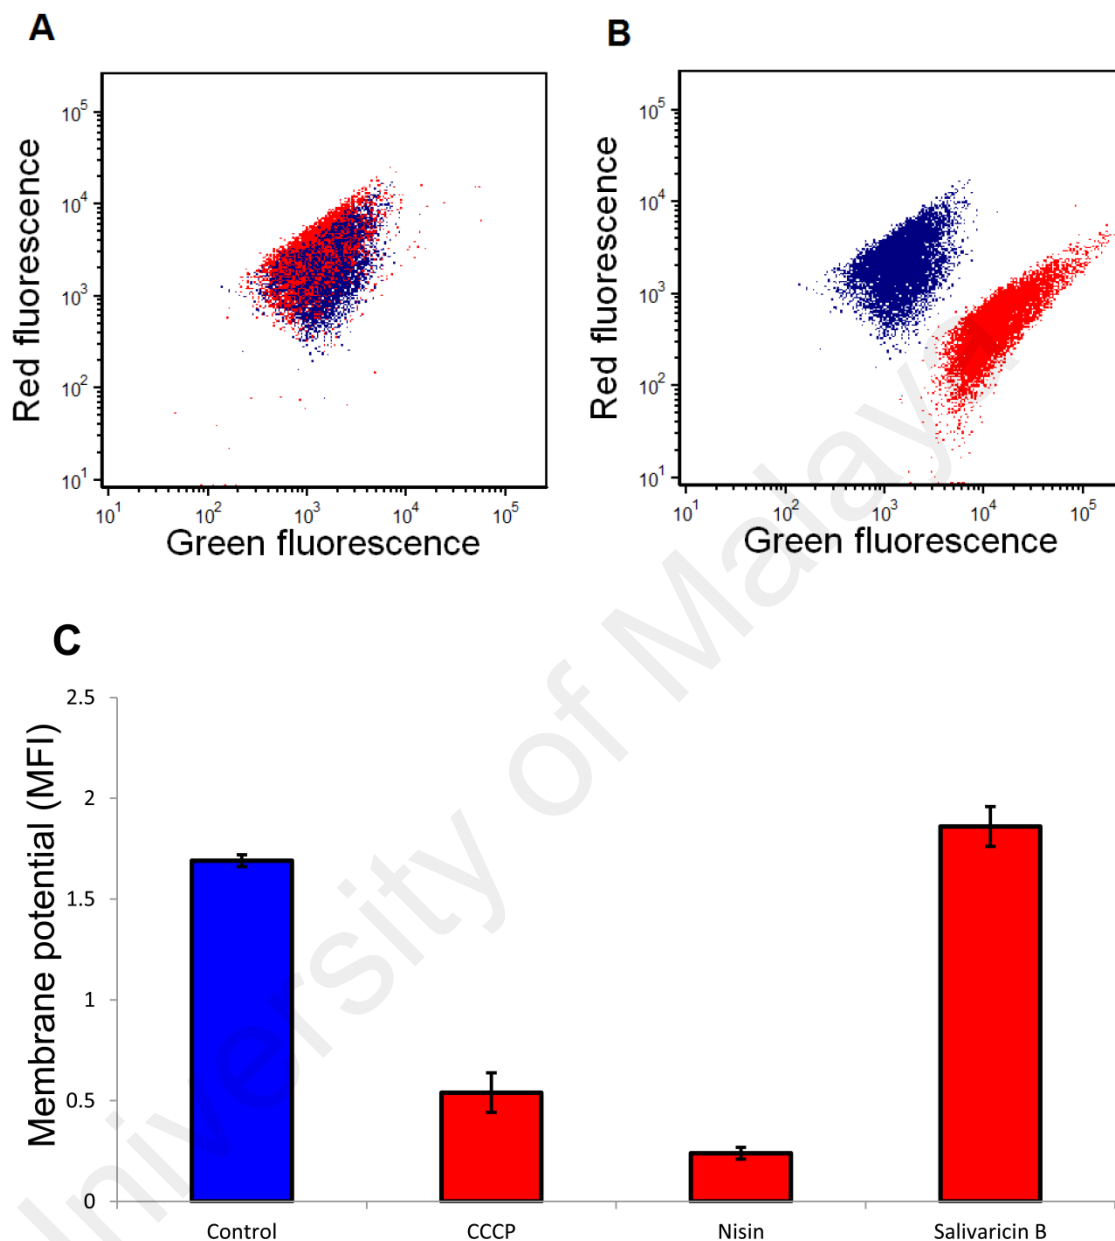 A
B
Red fluorescence
10^5
10^4
10^3
10^2
10^1
10^1 10^2 10^3 10^4 10^5
Green fluorescence
Red fluorescence
10^5
10^4
10^3
10^2
10^1
10^1 10^2 10^3 10^4 10^5
Green fluorescence
C
Membrane potential (MFI)
2.5
2
1.5
1
0.5
0
Control CCCP Nisin Salivaricin B
University of Malaya